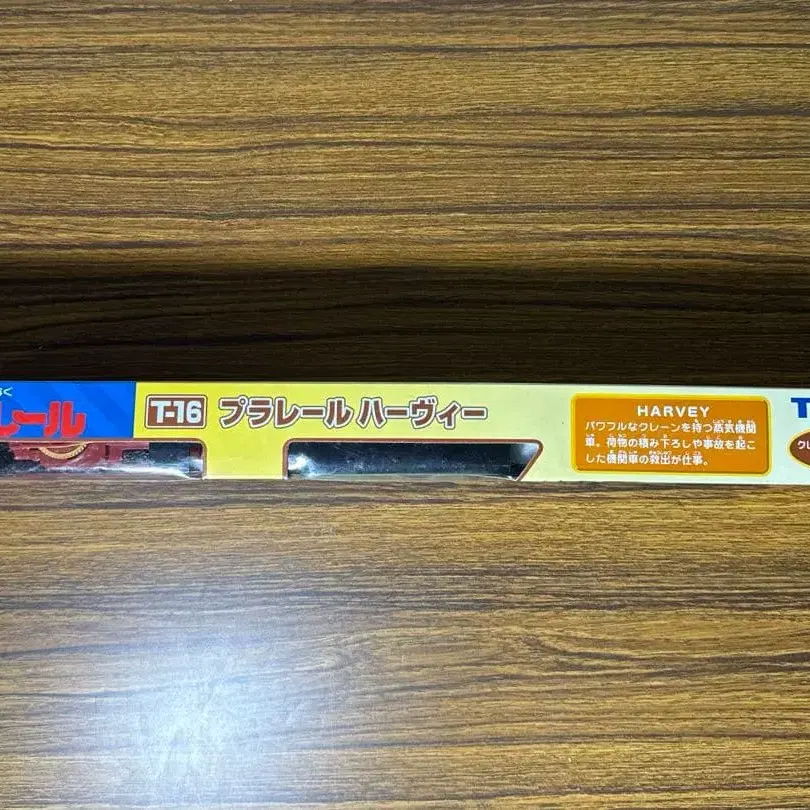 レール
T-16 プラレール ハーヴィー
HARVEY
パワフルなクレーンを持つ蒸気機関
車。荷物の積み下ろしや事故を起こ
した機関車の救出が仕事。
T
クレ